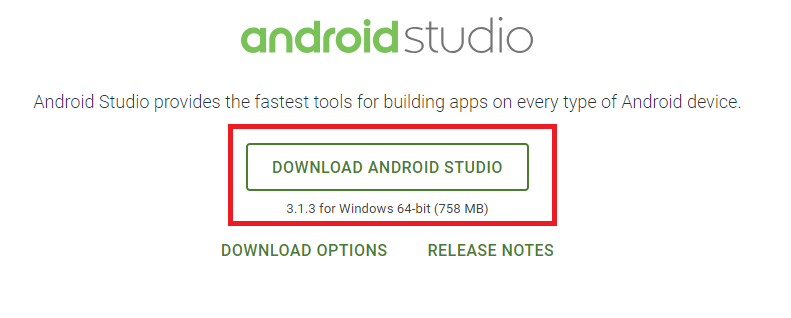 androidstudio
Android Studio provides the fastest tools for building apps on every type of Android device.
DOWNLOAD ANDROID STUDIO
3.1.3 for Windows 64-bit (758 MB)
DOWNLOAD OPTIONS RELEASE NOTES